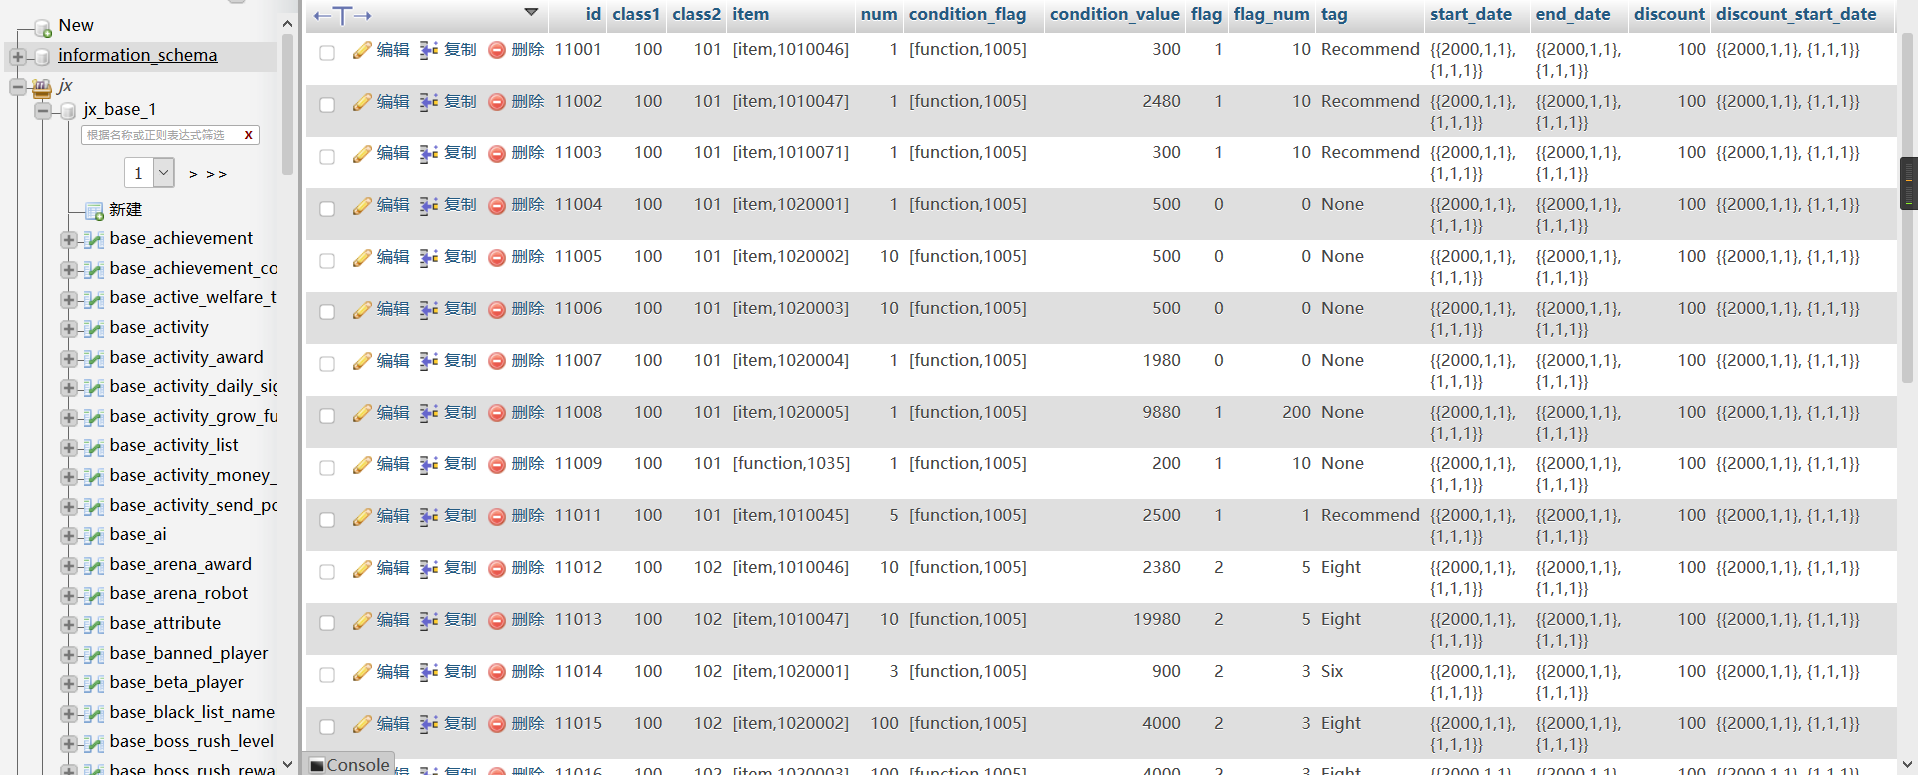 New
information_schema
jx
jx_base_1
根据名称或正则表达式筛选 X
1 > >>
新建
base_achievement
base_achievement_co
base_active_welfare_t
base_activity
base_activity_award
base_activity_daily_sig
base_activity_grow_fu
base_activity_list
base_activity_money_
base_activity_send_po
base_ai
base_arena_award
base_arena_robot
base_attribute
base_banned_player
base_beta_player
base_black_list_name
base_boss_rush_level
base_boss_rush_rewa
←T→ id class1 class2 item num condition_flag condition_value flag flag_num tag start_date end_date discount discount_start_date
编辑 复制 删除 11001 100 101 [item,1010046] 1 [function,1005] 300 1 10 Recommend {{2000,1,1}, {{2000,1,1}, 100 {{2000,1,1}, {1,1,1}}
{1,1,1}} {1,1,1}}
编辑 复制 删除 11002 100 101 [item,1010047] 1 [function,1005] 2480 1 10 Recommend {{2000,1,1}, {{2000,1,1}, 100 {{2000,1,1}, {1,1,1}}
{1,1,1}} {1,1,1}}
编辑 复制 删除 11003 100 101 [item,1010071] 1 [function,1005] 300 1 10 Recommend {{2000,1,1}, {{2000,1,1}, 100 {{2000,1,1}, {1,1,1}}
{1,1,1}} {1,1,1}}
编辑 复制 删除 11004 100 101 [item,1020001] 1 [function,1005] 500 0 0 None {{2000,1,1}, {{2000,1,1}, 100 {{2000,1,1}, {1,1,1}}
{1,1,1}} {1,1,1}}
编辑 复制 删除 11005 100 101 [item,1020002] 10 [function,1005] 500 0 0 None {{2000,1,1}, {{2000,1,1}, 100 {{2000,1,1}, {1,1,1}}
{1,1,1}} {1,1,1}}
编辑 复制 删除 11006 100 101 [item,1020003] 10 [function,1005] 500 0 0 None {{2000,1,1}, {{2000,1,1}, 100 {{2000,1,1}, {1,1,1}}
{1,1,1}} {1,1,1}}
编辑 复制 删除 11007 100 101 [item,1020004] 1 [function,1005] 1980 0 0 None {{2000,1,1}, {{2000,1,1}, 100 {{2000,1,1}, {1,1,1}}
{1,1,1}} {1,1,1}}
编辑 复制 删除 11008 100 101 [item,1020005] 1 [function,1005] 9880 1 200 None {{2000,1,1}, {{2000,1,1}, 100 {{2000,1,1}, {1,1,1}}
{1,1,1}} {1,1,1}}
编辑 复制 删除 11009 100 101 [function,1035] 1 [function,1005] 200 1 10 None {{2000,1,1}, {{2000,1,1}, 100 {{2000,1,1}, {1,1,1}}
{1,1,1}} {1,1,1}}
编辑 复制 删除 11011 100 101 [item,1010045] 5 [function,1005] 2500 1 1 Recommend {{2000,1,1}, {{2000,1,1}, 100 {{2000,1,1}, {1,1,1}}
{1,1,1}} {1,1,1}}
编辑 复制 删除 11012 100 102 [item,1010046] 10 [function,1005] 2380 2 5 Eight {{2000,1,1}, {{2000,1,1}, 100 {{2000,1,1}, {1,1,1}}
{1,1,1}} {1,1,1}}
编辑 复制 删除 11013 100 102 [item,1010047] 10 [function,1005] 19980 2 5 Eight {{2000,1,1}, {{2000,1,1}, 100 {{2000,1,1}, {1,1,1}}
{1,1,1}} {1,1,1}}
编辑 复制 删除 11014 100 102 [item,1020001] 3 [function,1005] 900 2 3 Six {{2000,1,1}, {{2000,1,1}, 100 {{2000,1,1}, {1,1,1}}
{1,1,1}} {1,1,1}}
编辑 复制 删除 11015 100 102 [item,1020002] 100 [function,1005] 4000 2 3 Eight {{2000,1,1}, {{2000,1,1}, 100 {{2000,1,1}, {1,1,1}}
{1,1,1}} {1,1,1}}
编辑 复制 删除 11016 100 102 [item,1020003] 100 [function,1005] 4000 2 3 Eight {{2000,1,1}, {{2000,1,1}, 100 {{2000,1,1}, {1,1,1}}
Console